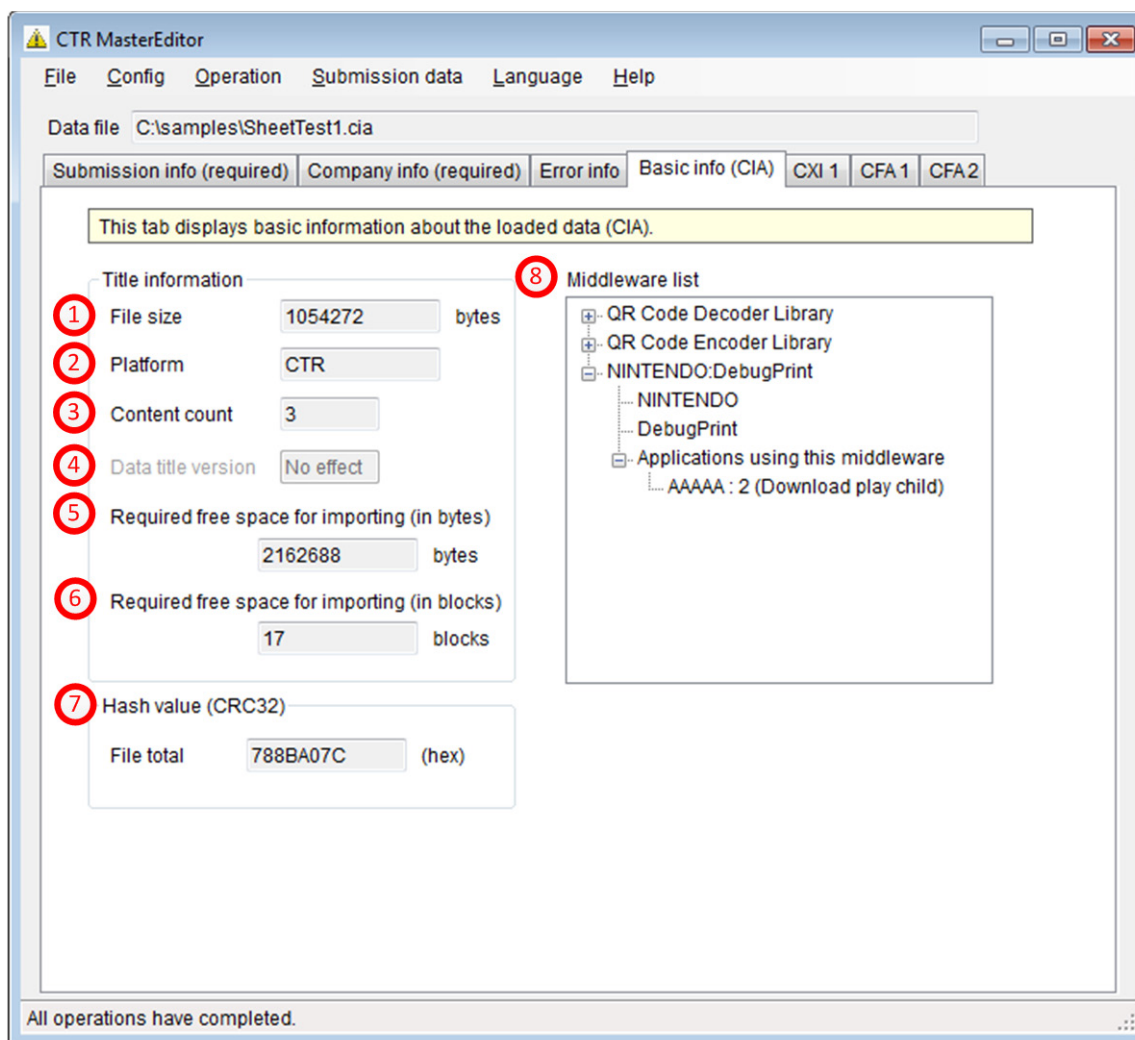 CTR MasterEditor
File Config Operation Submission data Language Help
Data file C:\samples\SheetTest1.cia
Submission info (required) Company info (required) Error info Basic info (CIA) CXI 1 CFA 1 CFA 2
This tab displays basic information about the loaded data (CIA).
Title information
1 File size 1054272 bytes
2 Platform CTR
3 Content count 3
4 Data title version No effect
5 Required free space for importing (in bytes)
2162688 bytes
6 Required free space for importing (in blocks)
17 blocks
7 Hash value (CRC32)
File total 788BA07C (hex)
8 Middleware list
QR Code Decoder Library
QR Code Encoder Library
NINTENDO:DebugPrint
NINTENDO
DebugPrint
Applications using this middleware
AAAAA : 2 (Download play child)
All operations have completed.